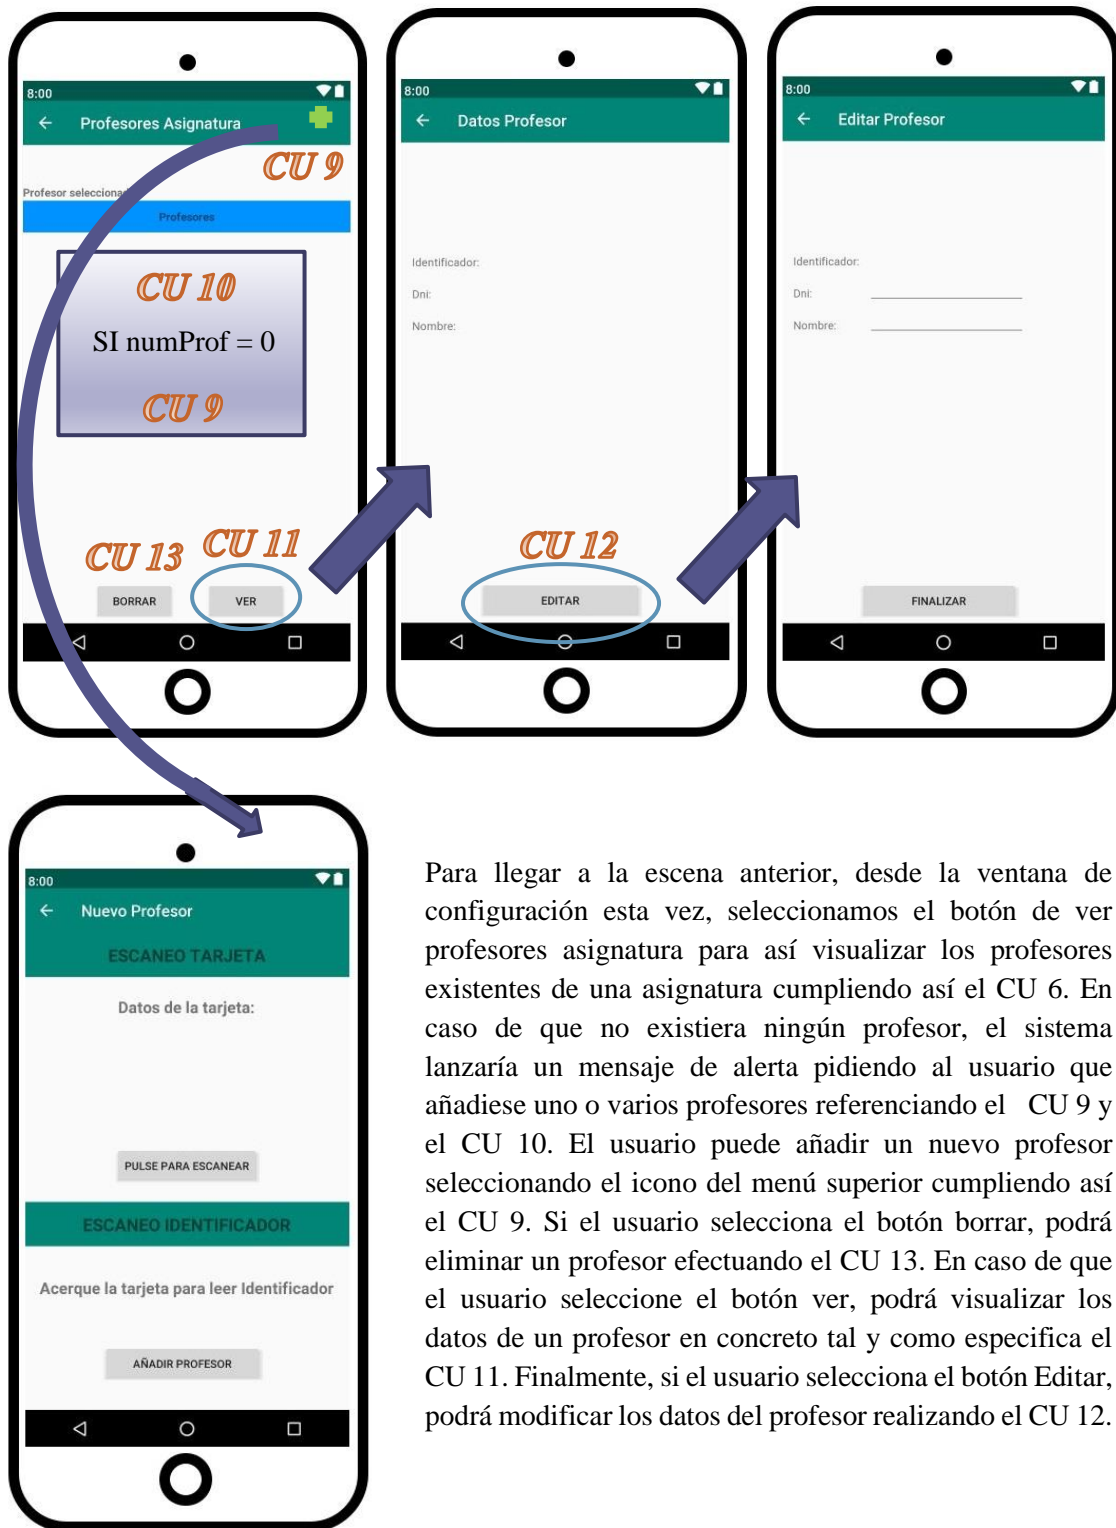 8:00
Profesores Asignatura
CU 9
Profesor seleccionad
Profesores
CU 10
SI numProf = 0
CU 9
CU 13
CU 11
BORRAR
VER
8:00
Datos Profesor
Identificador:
Dni:
Nombre:
CU 12
EDITAR
8:00
Editar Profesor
Identificador:
Dni:
Nombre:
FINALIZAR
8:00
Nuevo Profesor
ESCANEO TARJETA
Datos de la tarjeta:
PULSE PARA ESCANEAR
ESCANEO IDENTIFICADOR
Acerque la tarjeta para leer Identificador
AÑADIR PROFESOR
Para llegar a la escena anterior, desde la ventana de
configuración esta vez, seleccionamos el botón de ver
profesores asignatura para así visualizar los profesores
existentes de una asignatura cumpliendo así el CU 6. En
caso de que no existiera ningún profesor, el sistema
lanzaría un mensaje de alerta pidiendo al usuario que
añadiese uno o varios profesores referenciando el CU 9 y
el CU 10. El usuario puede añadir un nuevo profesor
seleccionando el icono del menú superior cumpliendo así
el CU 9. Si el usuario selecciona el botón borrar, podrá
eliminar un profesor efectuando el CU 13. En caso de que
el usuario seleccione el botón ver, podrá visualizar los
datos de un profesor en concreto tal y como especifica el
CU 11. Finalmente, si el usuario selecciona el botón Editar,
podrá modificar los datos del profesor realizando el CU 12.